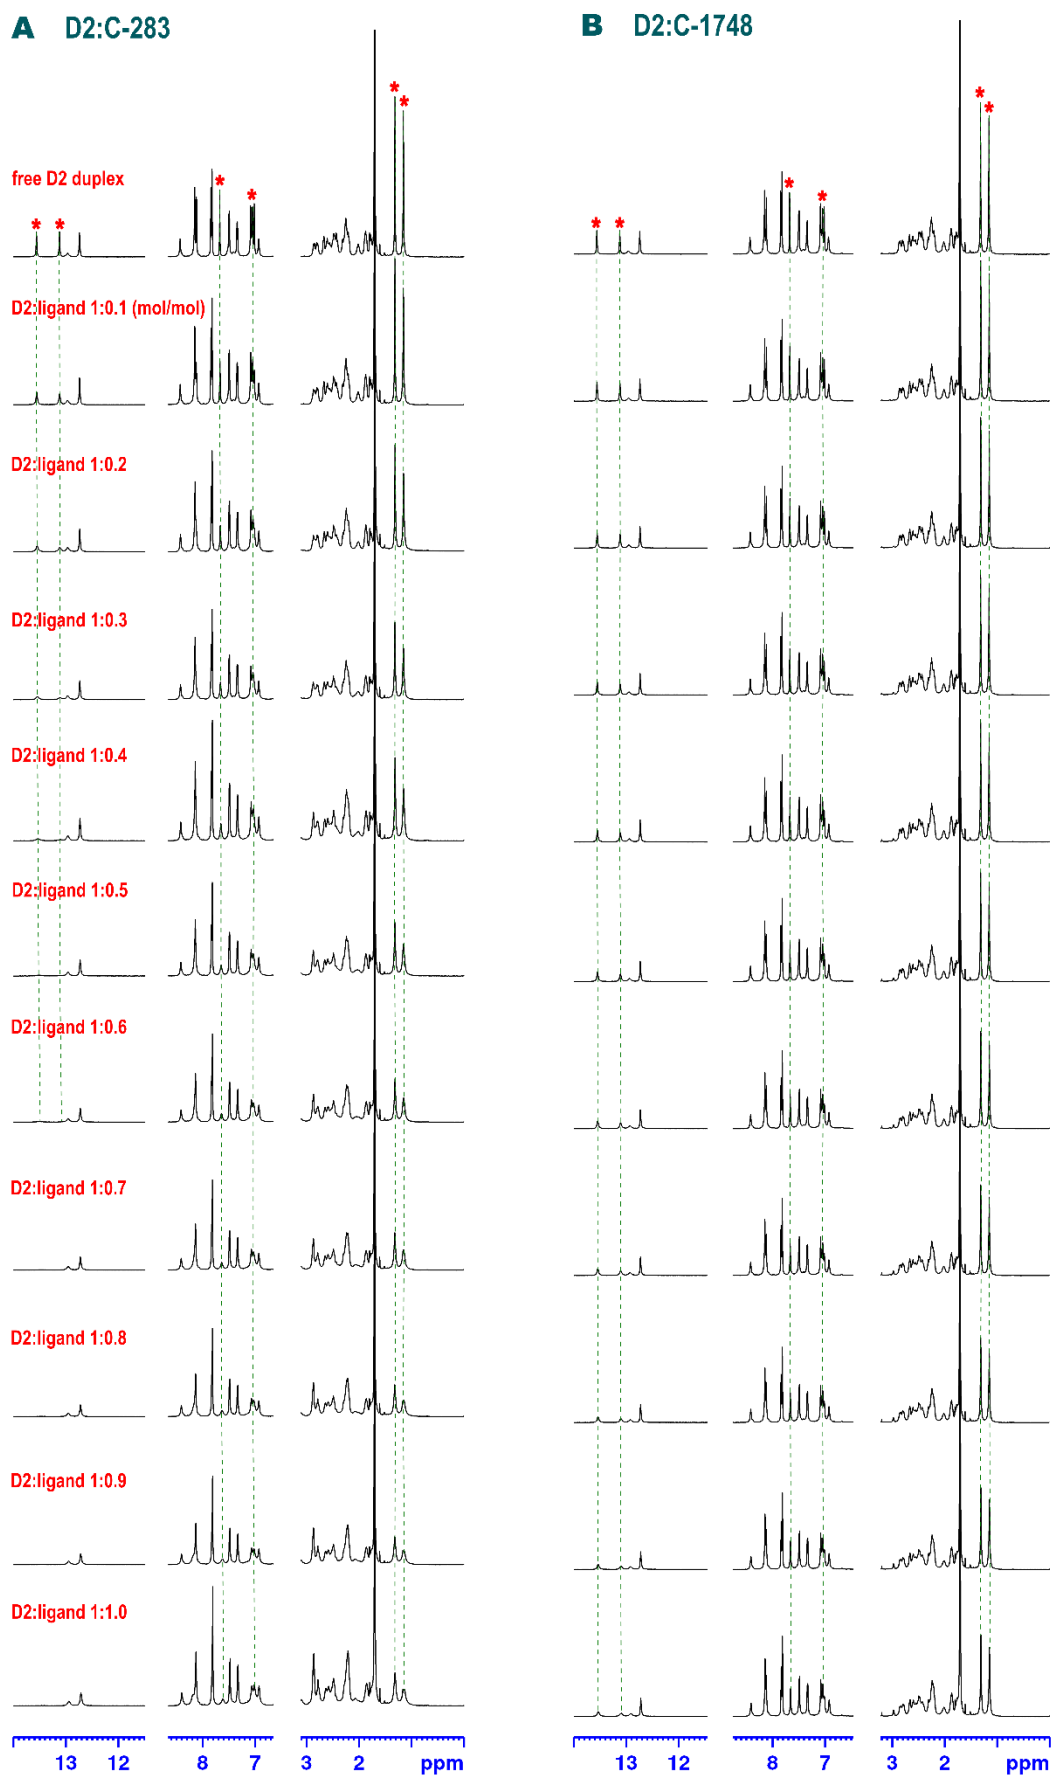 A D2:C-283
B D2:C-1748
* *
* *
free D2 duplex
* *
* *
* *
* *
D2:ligand 1:0.1 (mol/mol)
D2:ligand 1:0.2
D2:ligand 1:0.3
D2:ligand 1:0.4
D2:ligand 1:0.5
D2:ligand 1:0.6
D2:ligand 1:0.7
D2:ligand 1:0.8
D2:ligand 1:0.9
D2:ligand 1:1.0
13 12 8 7 3 2 ppm
13 12 8 7 3 2 ppm